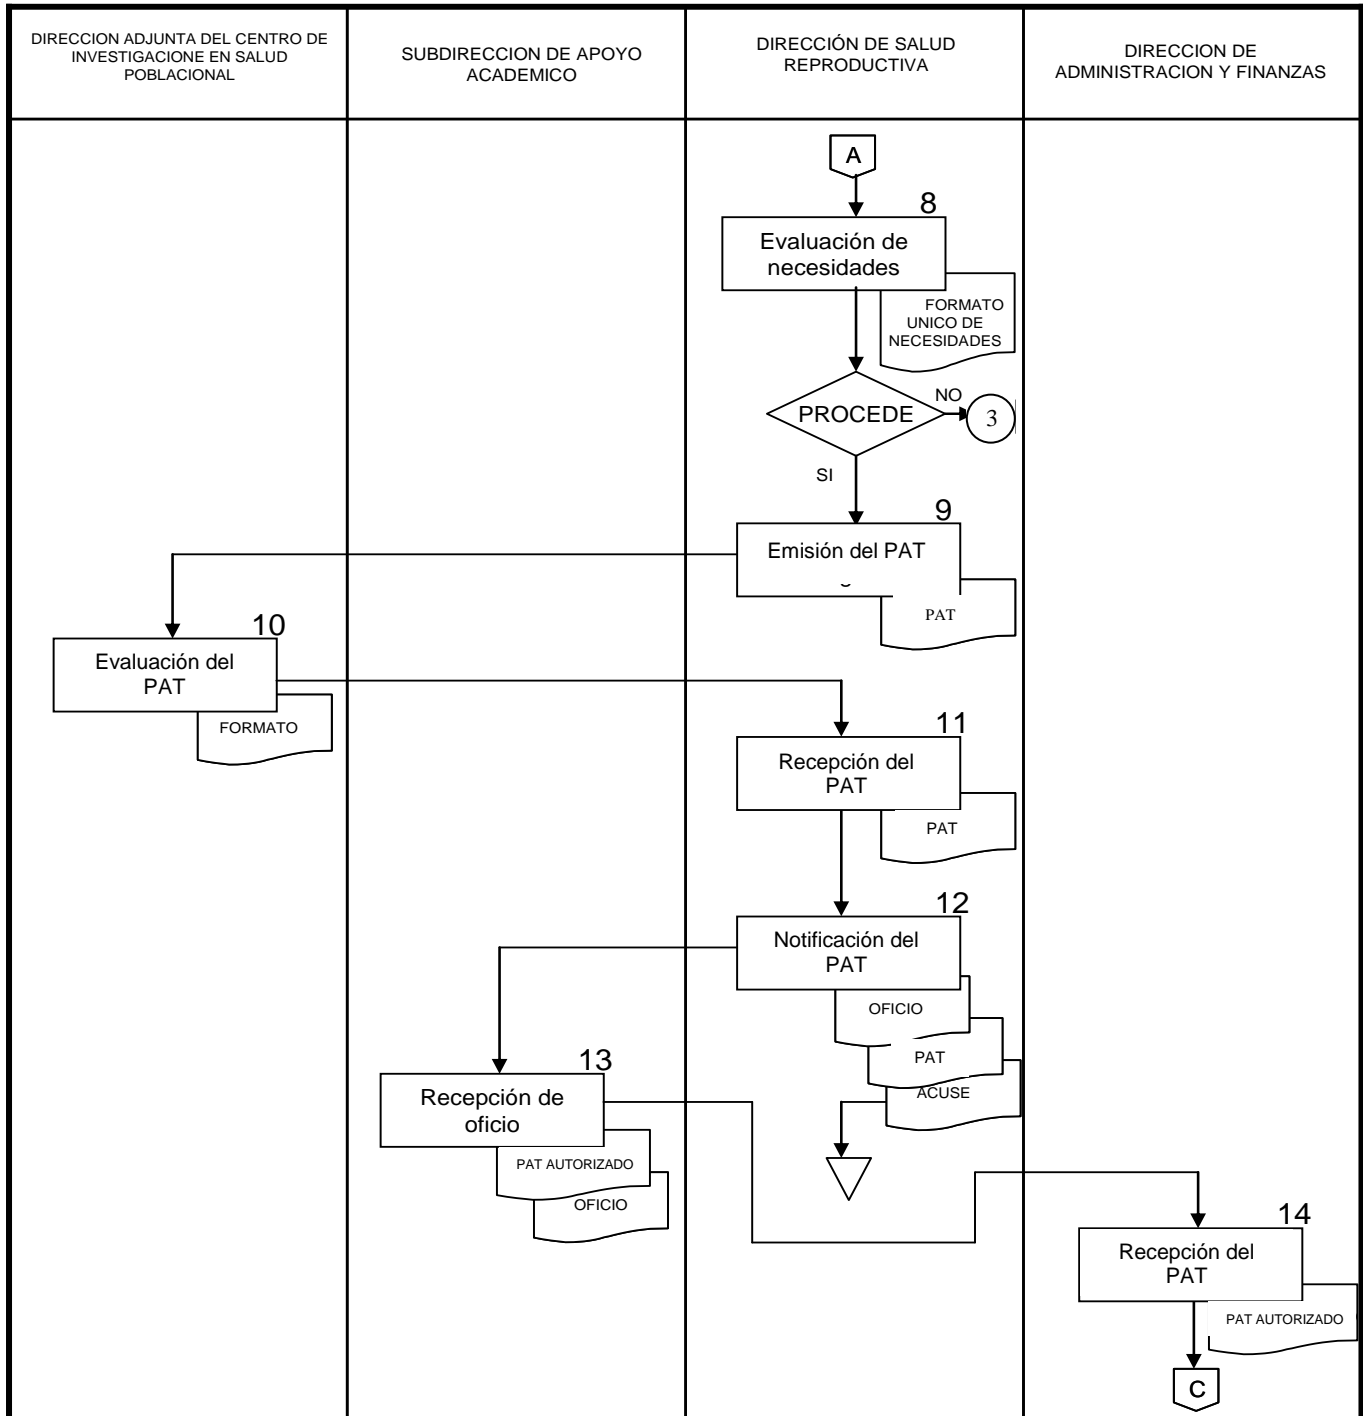 DIRECCION ADJUNTA DEL CENTRO DE
INVESTIGACIONE EN SALUD
POBLACIONAL
SUBDIRECCION DE APOYO
ACADEMICO
DIRECCIÓN DE SALUD
REPRODUCTIVA
DIRECCION DE
ADMINISTRACION Y FINANZAS
A
8
Evaluación de
necesidades
FORMATO
UNICO DE
NECESIDADES
PROCEDE
NO
3
SI
9
Emisión del PAT
PAT
10
Evaluación del
PAT
FORMATO
11
Recepción del
PAT
PAT
12
Notificación del
PAT
OFICIO
PAT
ACUSE
13
Recepción de
oficio
PAT AUTORIZADO
OFICIO
14
Recepción del
PAT
PAT AUTORIZADO
C